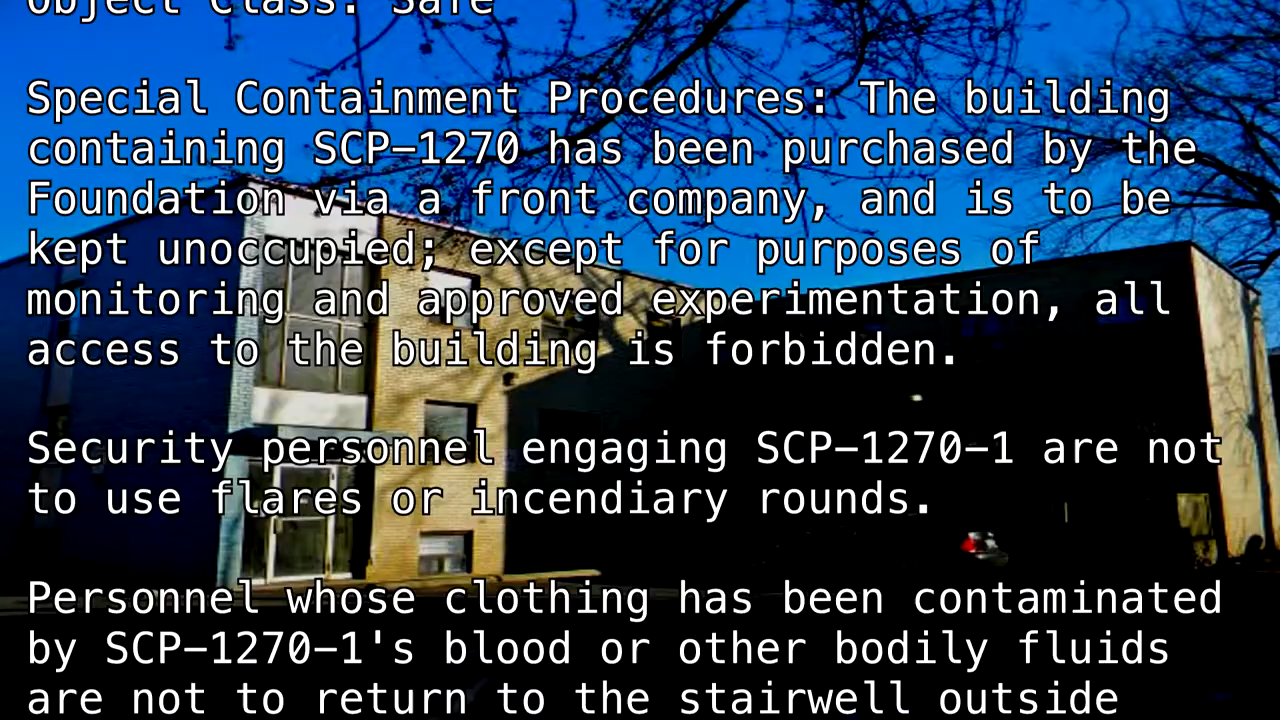 Object Class: Safe
Special Containment Procedures: The building
containing SCP-1270 has been purchased by the
Foundation via a front company, and is to be
kept unoccupied; except for purposes of
monitoring and approved experimentation, all
access to the building is forbidden.
Security personnel engaging SCP-1270-1 are not
to use flares or incendiary rounds.
Personnel whose clothing has been contaminated
by SCP-1270-1's blood or other bodily fluids
are not to return to the stairwell outside